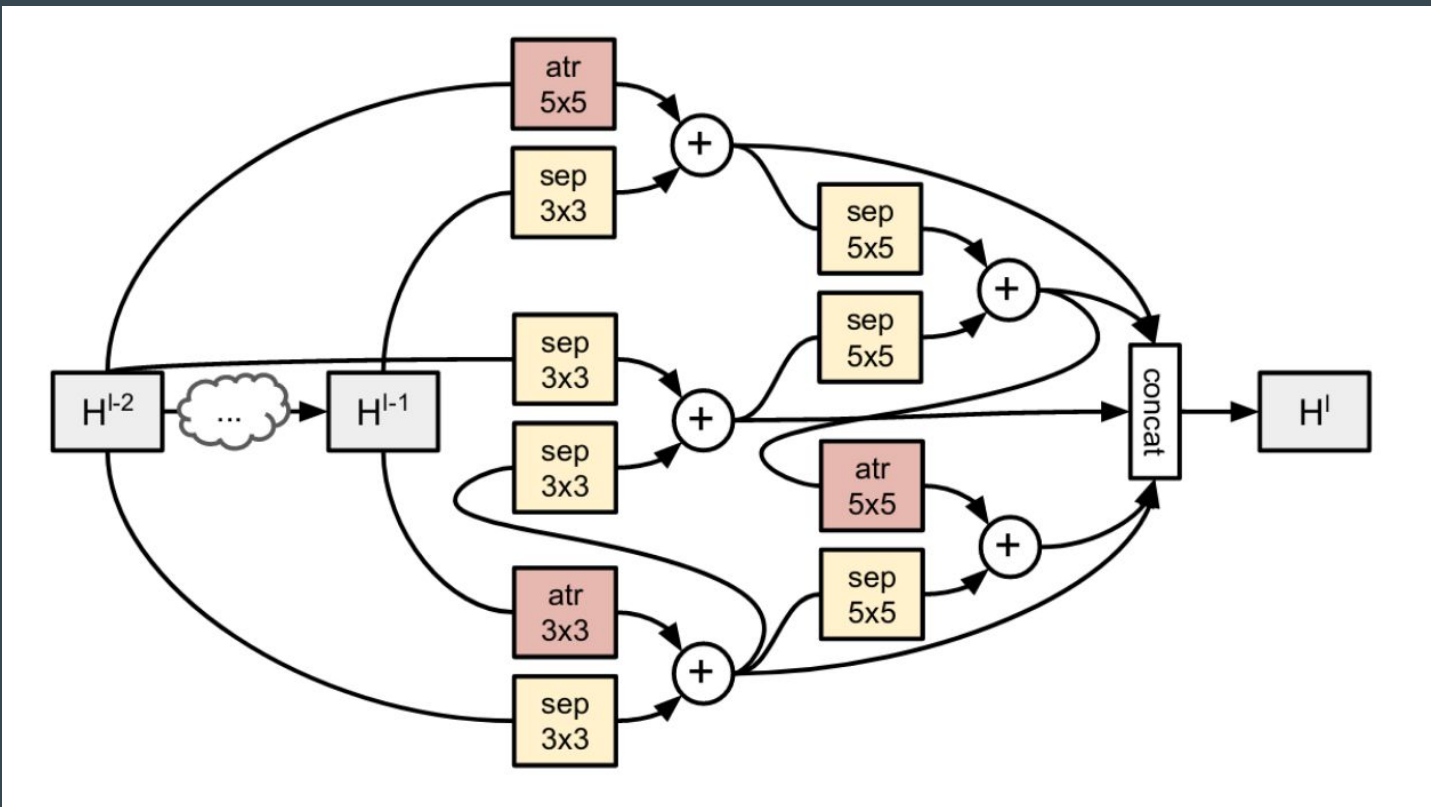 atr
5x5
+
sep
3x3
sep
5x5
+
sep
5x5
sep
3x3
H^l-2
...
H^l-1
+
concat
H^l
sep
3x3
atr
5x5
+
sep
5x5
atr
3x3
+
sep
3x3